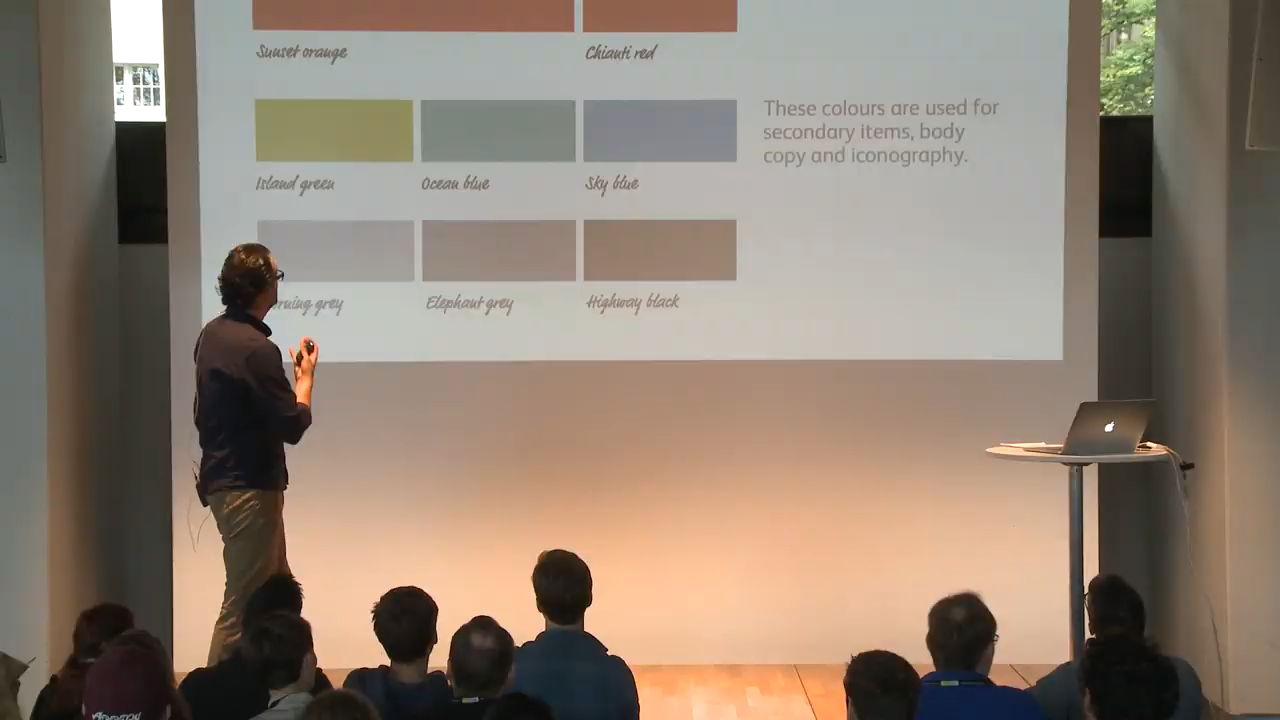 Sunset orange
Chianti red
These colours are used for
secondary items, body
copy and iconography.
Island green
Ocean blue
Sky blue
Elephant grey
Highway black